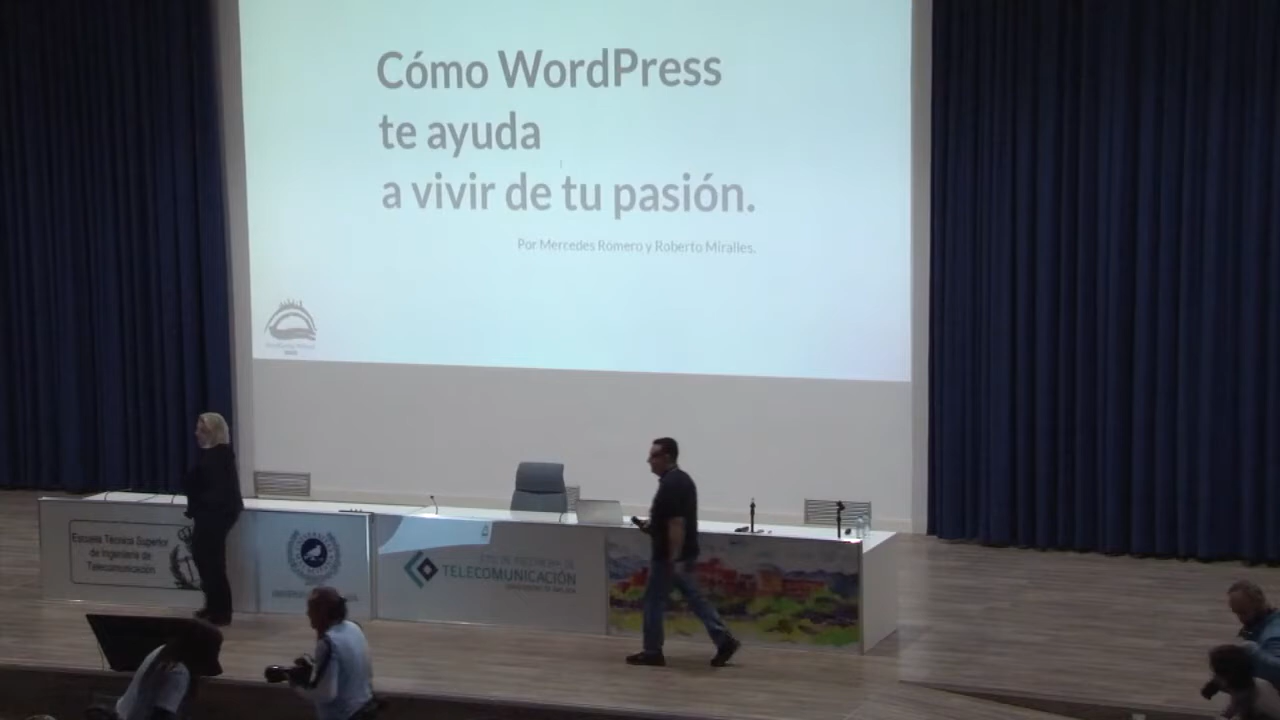 Cómo WordPress
te ayuda
a vivir de tu pasión.
Por Mercedes Romero y Roberto Miralles.
Escuela Técnica Superior
de Ingeniería de
Telecomunicación
TELECOMUNICACIÓN